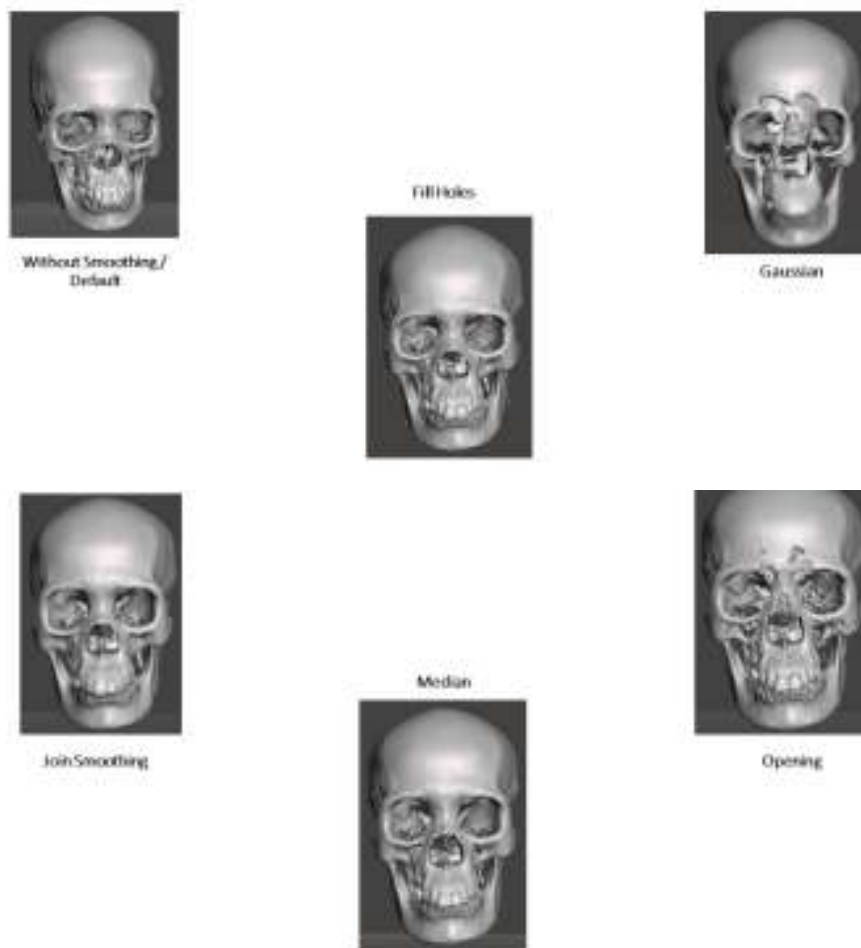 Fill Holes
Without Smoothing /
Default
Gaussian
Median
Join Smoothing
Opening